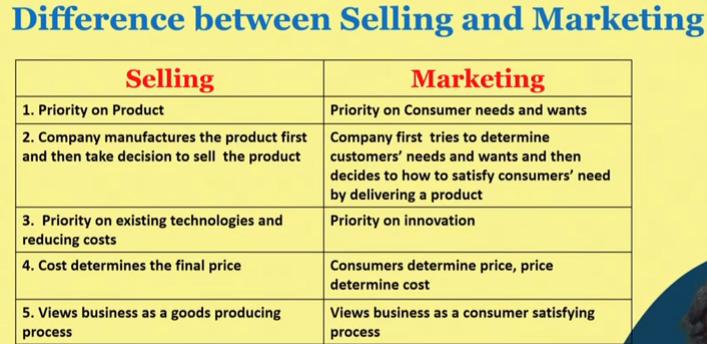 Difference between Selling and Marketing
Selling
Marketing
1. Priority on Product
Priority on Consumer needs and wants
2. Company manufactures the product first
and then take decision to sell the product
Company first tries to determine
customers' needs and wants and then
decides to how to satisfy consumers' need
by delivering a product
3. Priority on existing technologies and
reducing costs
Priority on innovation
4. Cost determines the final price
Consumers determine price, price
determine cost
5. Views business as a goods producing
process
Views business as a consumer satisfying
process